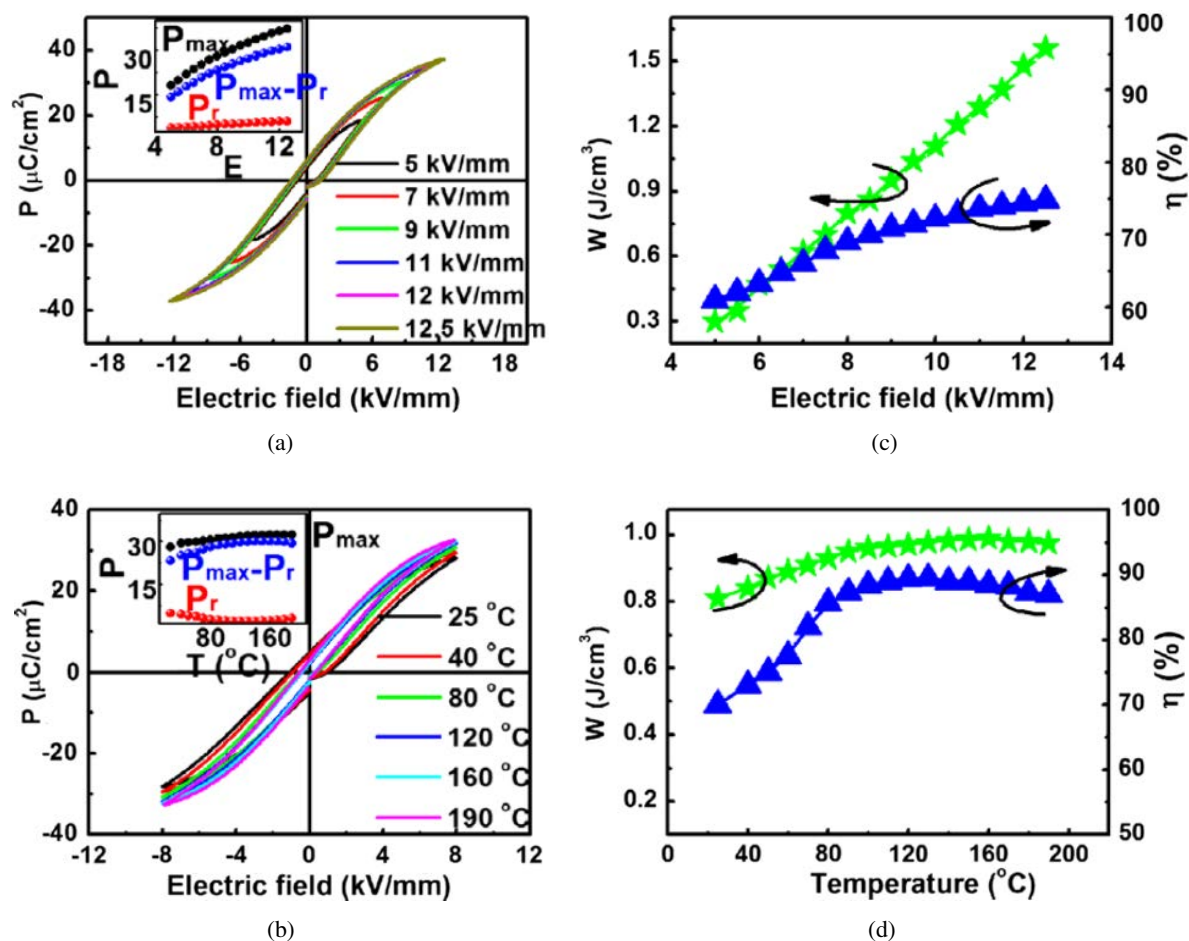 40
20
0
-20
-40
P (μC/cm²)
-18 -12 -6 0 6 12 18
Electric field (kV/mm)
P
30
15
4 8 12
E
Pmax
Pmax-Pr
Pr
5 kV/mm
7 kV/mm
9 kV/mm
11 kV/mm
12 kV/mm
12,5 kV/mm
(a)
1.5
1.2
0.9
0.6
0.3
W (J/cm³)
4 6 8 10 12 14
Electric field (kV/mm)
100
90
80
70
60
η (%)
(c)
40
20
0
-20
-40
P (μC/cm²)
-12 -8 -4 0 4 8 12
Electric field (kV/mm)
P
30
15
80 160
T (°C)
Pmax-Pr
Pr
Pmax
25 °C
40 °C
80 °C
120 °C
160 °C
190 °C
(b)
1.0
0.8
0.6
0.4
0.2
W (J/cm³)
0 40 80 120 160 200
Temperature (°C)
100
90
80
70
60
50
η (%)
(d)